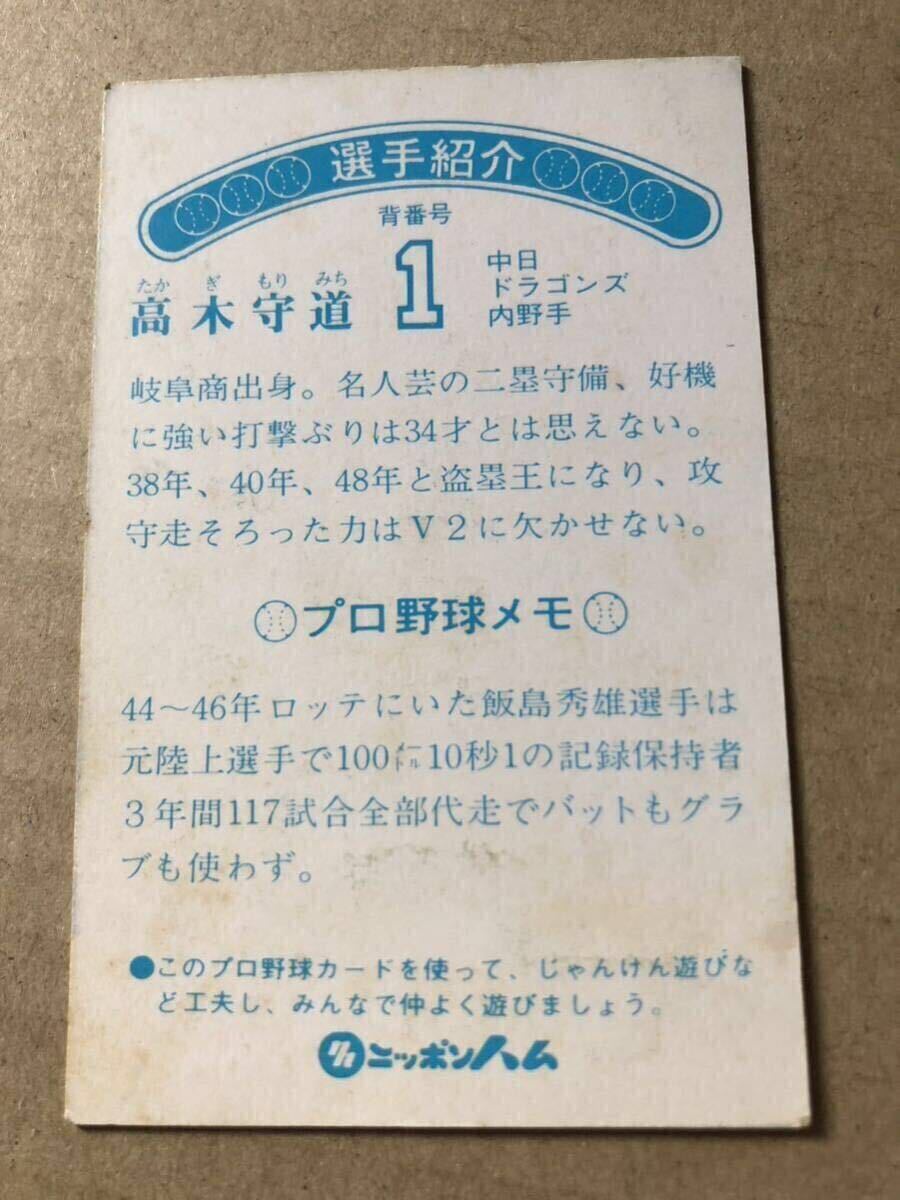 選手紹介
背番号
たか ぎ もり みち
高木守道
1
中日
ドラゴンズ
内野手
岐阜商出身。名人芸の二塁守備、好機
に強い打撃ぶりは34才とは思えない。
38年、40年、48年と盗塁王になり、攻
守走そろった力はV2に欠かせない。
プロ野球メモ
44〜46年ロッテにいた飯島秀雄選手は
元陸上選手で100メートル10秒1の記録保持者
3年間117試合全部代走でバットもグラ
ブも使わず。
●このプロ野球カードを使って、じゃんけん遊びな
ど工夫し、みんなで仲よく遊びましょう。
ニッポンハム